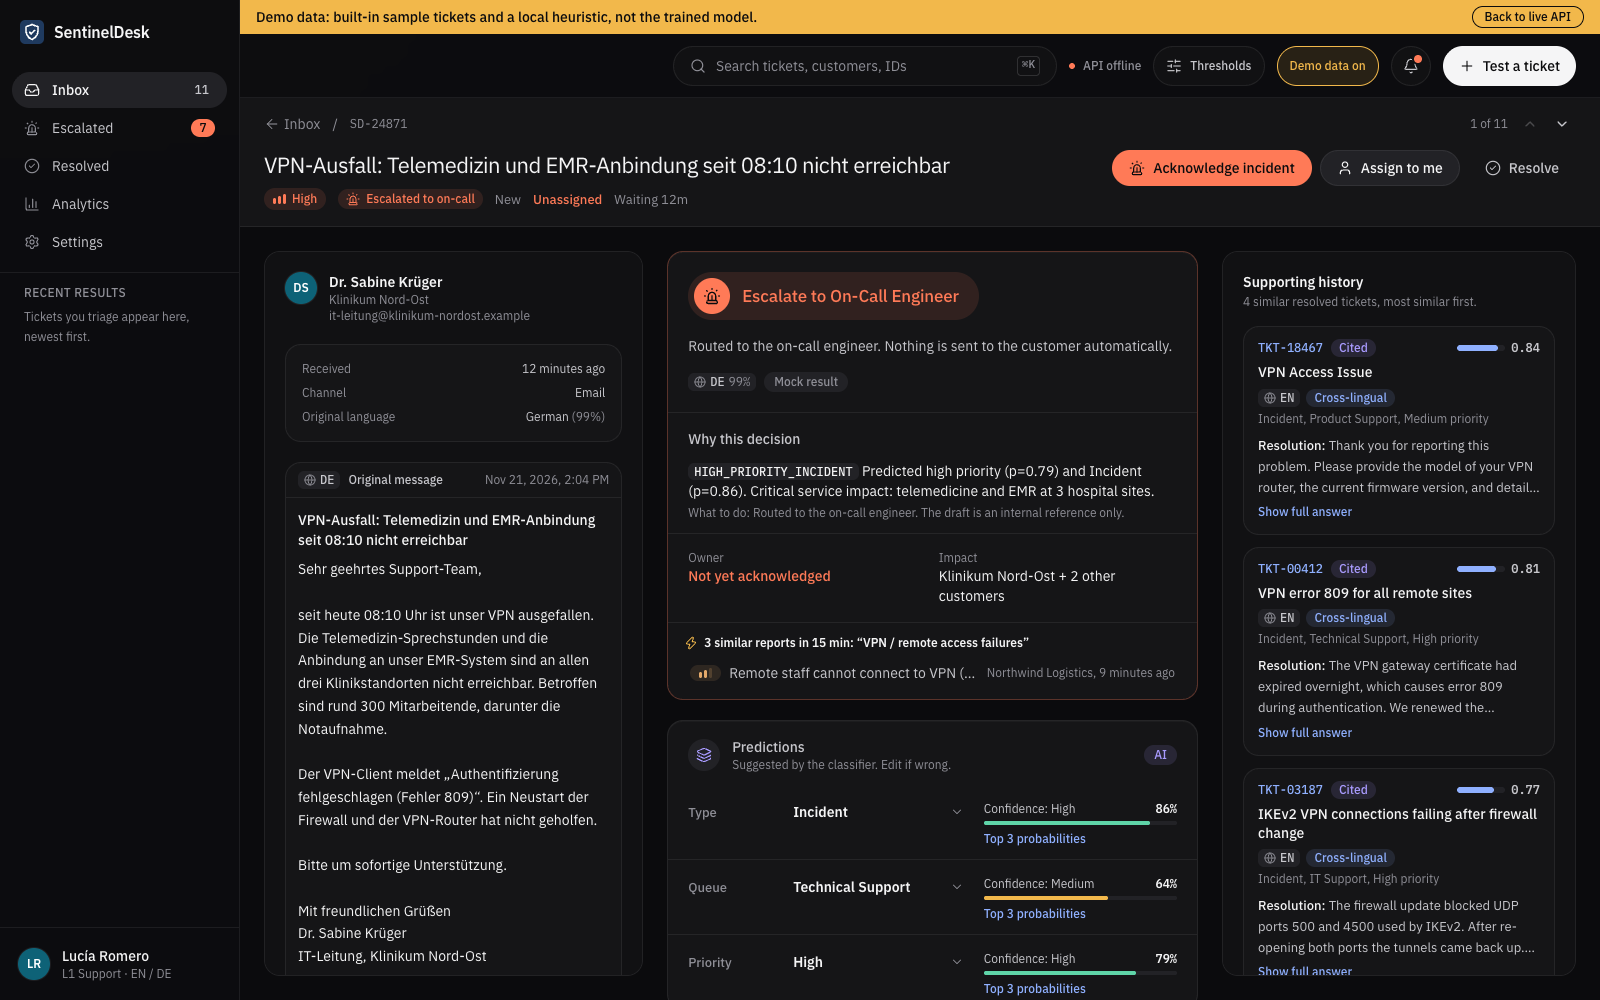 SentinelDesk
Inbox 11
Escalated 7
Resolved
Analytics
Settings
RECENT RESULTS
Tickets you triage appear here,
newest first.
LR
Lucía Romero
L1 Support · EN / DE
Demo data: built-in sample tickets and a local heuristic, not the trained model.
Back to live API
Search tickets, customers, IDs
⌘K
API offline
Thresholds
Demo data on
Test a ticket
Inbox / SD-24871
1 of 11
VPN-Ausfall: Telemedizin und EMR-Anbindung seit 08:10 nicht erreichbar
High
Escalated to on-call
New
Unassigned
Waiting 12m
Acknowledge incident
Assign to me
Resolve
DS
Dr. Sabine Krüger
Klinikum Nord-Ost
it-leitung@klinikum-nordost.example
Received 12 minutes ago
Channel Email
Original language German (99%)
DE Original message Nov 21, 2026, 2:04 PM
VPN-Ausfall: Telemedizin und EMR-Anbindung
seit 08:10 nicht erreichbar
Sehr geehrtes Support-Team,
seit heute 08:10 Uhr ist unser VPN ausgefallen.
Die Telemedizin-Sprechstunden und die
Anbindung an unser EMR-System sind an allen
drei Klinikstandorten nicht erreichbar. Betroffen
sind rund 300 Mitarbeitende, darunter die
Notaufnahme.
Der VPN-Client meldet „Authentifizierung
fehlgeschlagen (Fehler 809)“. Ein Neustart der
Firewall und der VPN-Router hat nicht geholfen.
Bitte um sofortige Unterstützung.
Mit freundlichen Grüßen
Dr. Sabine Krüger
IT-Leitung, Klinikum Nord-Ost
Escalate to On-Call Engineer
Routed to the on-call engineer. Nothing is sent to the customer automatically.
DE 99%
Mock result
Why this decision
HIGH_PRIORITY_INCIDENT Predicted high priority (p=0.79) and Incident
(p=0.86). Critical service impact: telemedicine and EMR at 3 hospital sites.
What to do: Routed to the on-call engineer. The draft is an internal reference only.
Owner
Not yet acknowledged
Impact
Klinikum Nord-Ost + 2 other
customers
3 similar reports in 15 min: “VPN / remote access failures”
Remote staff cannot connect to VPN (... Northwind Logistics, 9 minutes ago
Predictions
Suggested by the classifier. Edit if wrong.
AI
Type Incident Confidence: High 86%
Top 3 probabilities
Queue Technical Support Confidence: Medium 64%
Top 3 probabilities
Priority High Confidence: High 79%
Top 3 probabilities
Supporting history
4 similar resolved tickets, most similar first.
TKT-18467 Cited 0.84
VPN Access Issue
EN Cross-lingual
Incident, Product Support, Medium priority
Resolution: Thank you for reporting this
problem. Please provide the model of your VPN
router, the current firmware version, and detail...
Show full answer
TKT-00412 Cited 0.81
VPN error 809 for all remote sites
EN Cross-lingual
Incident, Technical Support, High priority
Resolution: The VPN gateway certificate had
expired overnight, which causes error 809
during authentication. We renewed the...
Show full answer
TKT-03187 Cited 0.77
IKEv2 VPN connections failing after firewall
change
EN Cross-lingual
Incident, IT Support, High priority
Resolution: The firewall update blocked UDP
ports 500 and 4500 used by IKEv2. After re-
opening both ports the tunnels came back up....
Show full answer